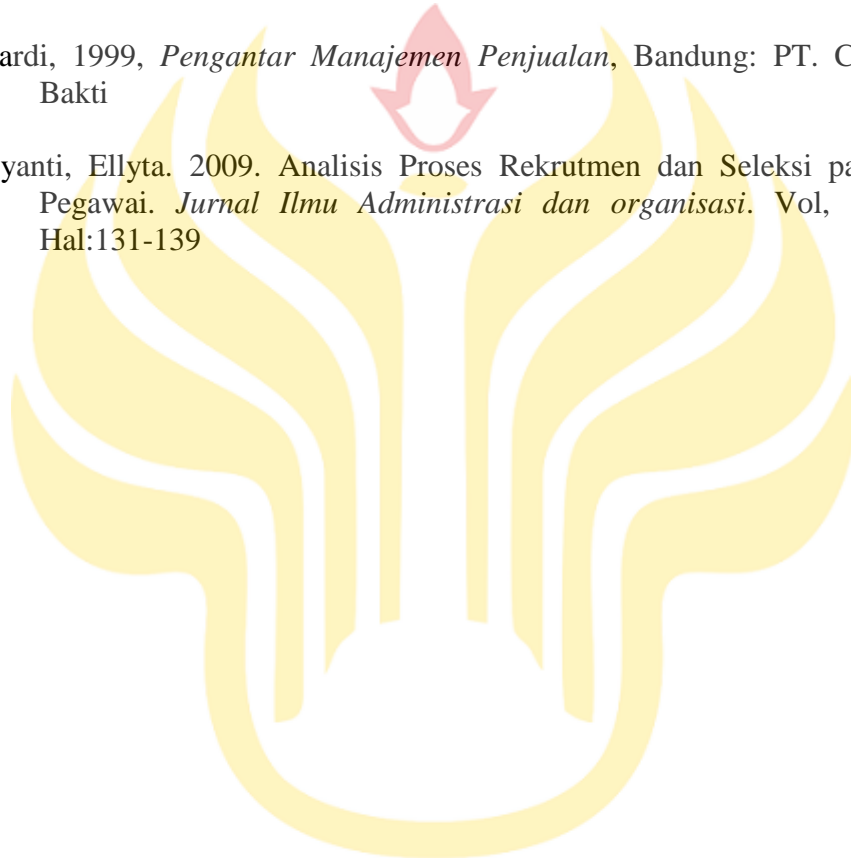 ardi, 1999, Pengantar Manajemen Penjualan, Bandung: PT. C
Bakti
yanti, Ellyta. 2009. Analisis Proses Rekrutmen dan Seleksi pa
Pegawai. Jurnal Ilmu Administrasi dan organisasi. Vol,
Hal:131-139